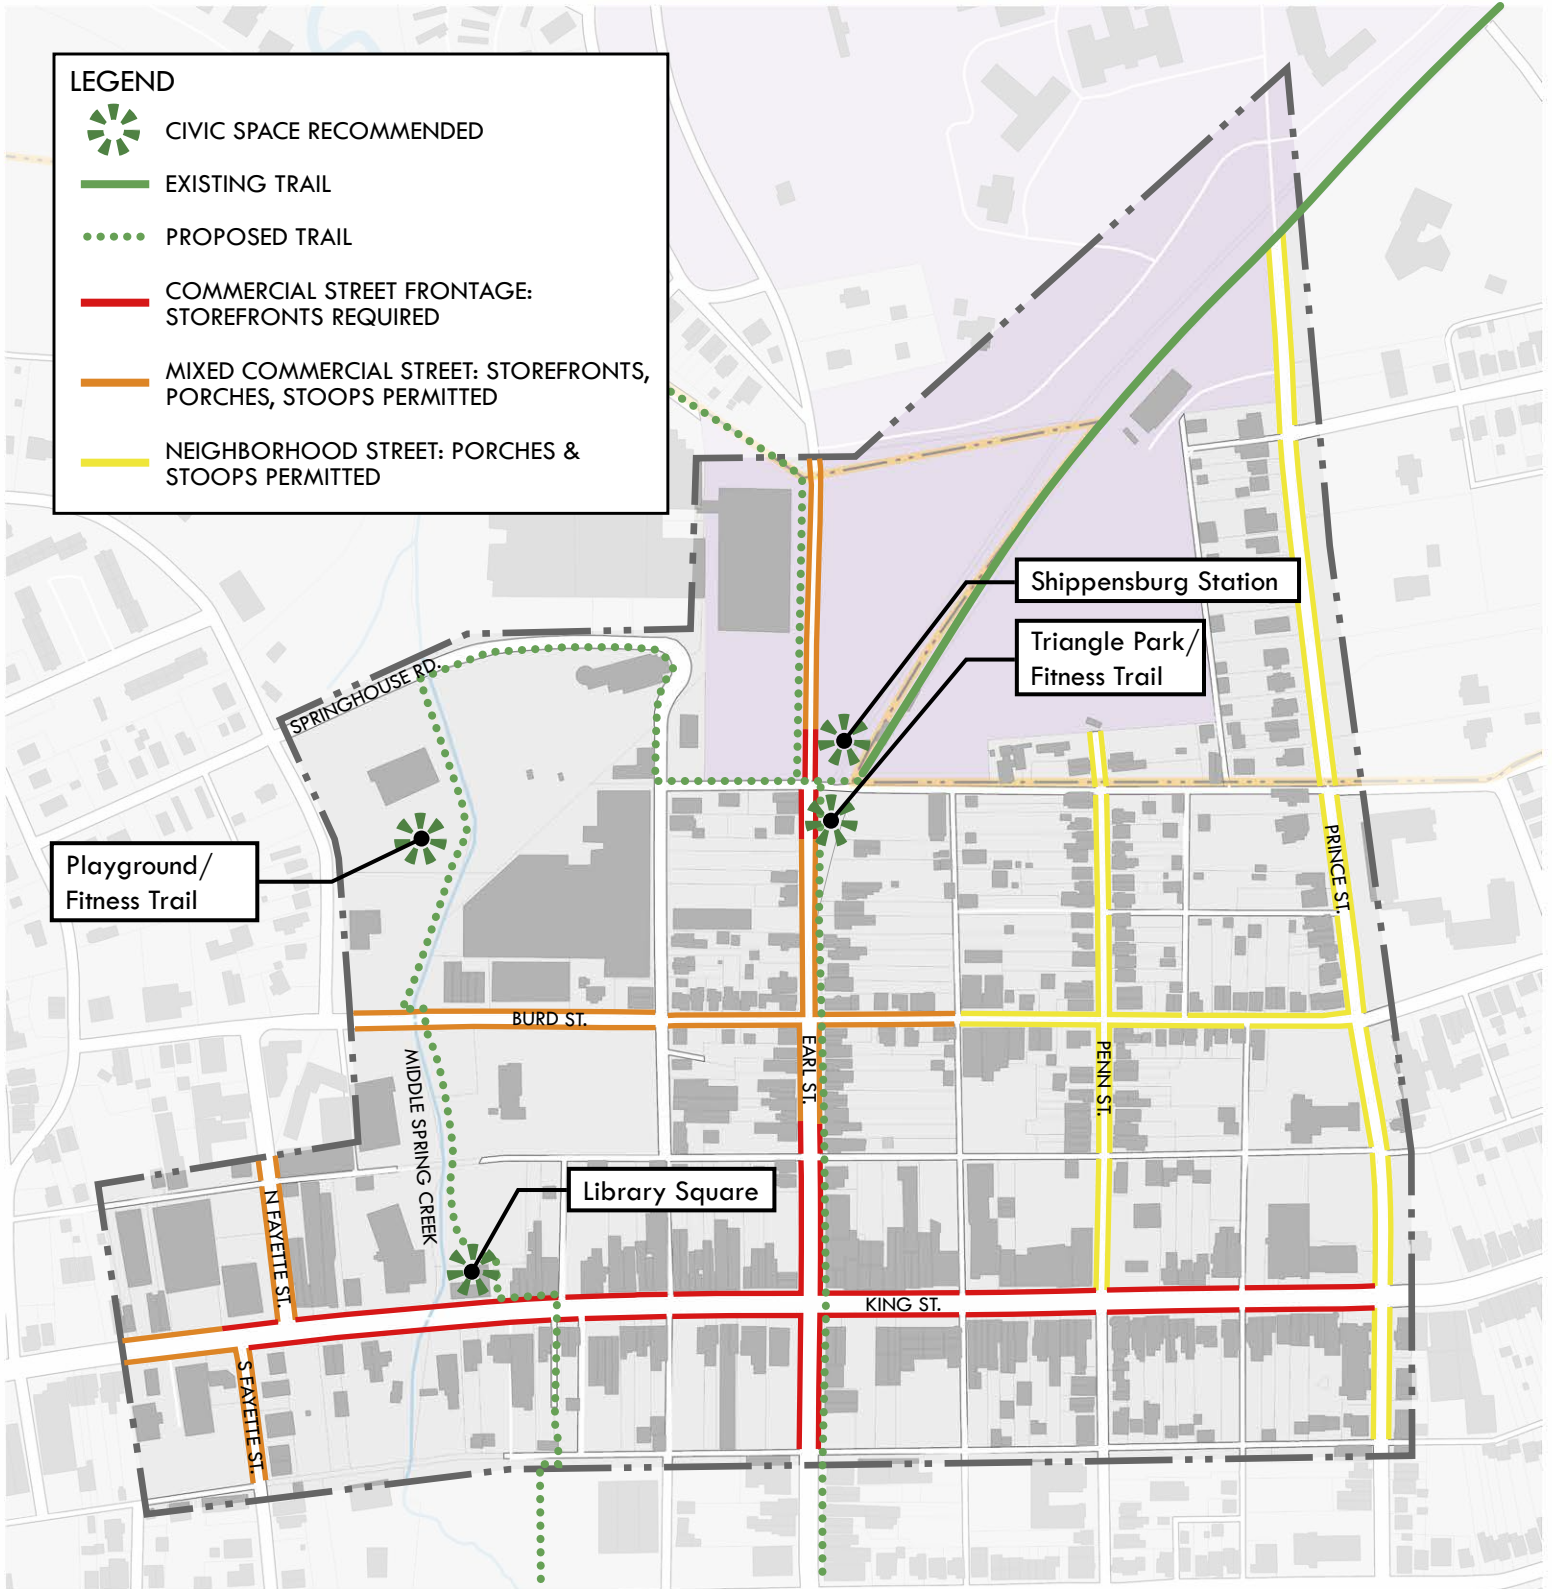 LEGEND
CIVIC SPACE RECOMMENDED
EXISTING TRAIL
PROPOSED TRAIL
COMMERCIAL STREET FRONTAGE:
STOREFRONTS REQUIRED
MIXED COMMERCIAL STREET: STOREFRONTS,
PORCHES, STOOPS PERMITTED
NEIGHBORHOOD STREET: PORCHES &
STOOPS PERMITTED
Shippensburg Station
Triangle Park/
Fitness Trail
SPRINGHOUSE RD.
Playground/
Fitness Trail
PRINCE ST.
BURD ST.
EARL ST.
PENN ST.
MIDDLE SPRING CREEK
Library Square
N FAYETTE ST.
KING ST.
S FAYETTE ST.